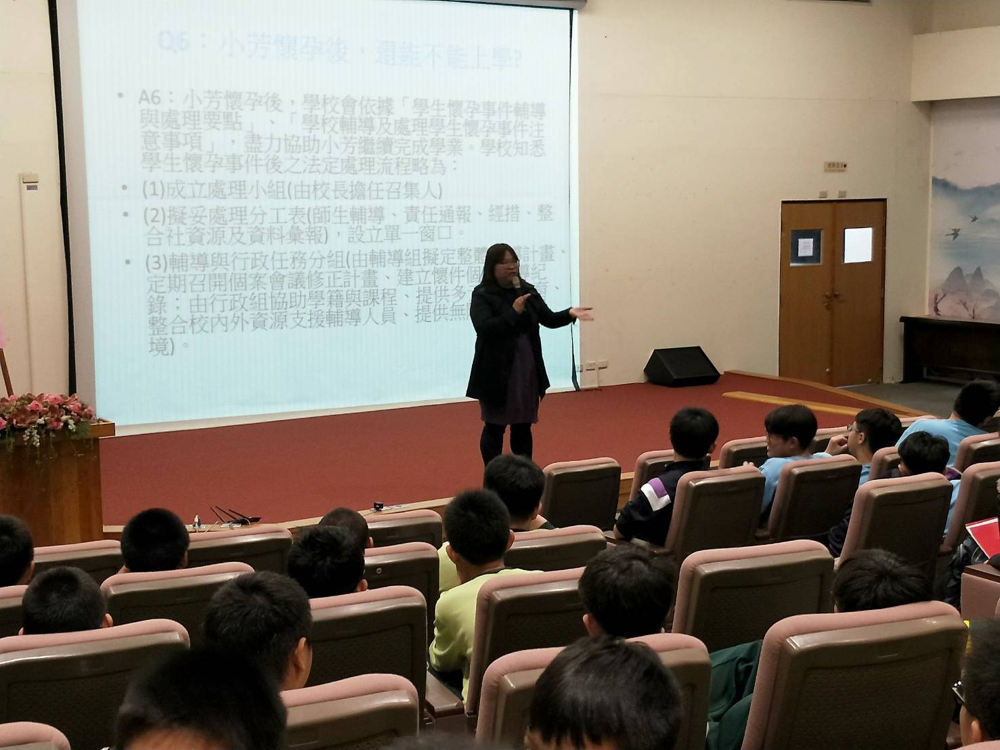 Q6：小芳懷孕後，還能不能上學?
• A6：小芳懷孕後，學校會依據「學生懷孕事件輔導
與處理要點」、「學校輔導及處理學生懷孕事件注
意事項」，盡力協助小芳繼續完成學業。學校知悉
學生懷孕事件後之法定處理流程略為：
• (1)成立處理小組(由校長擔任召集人)
• (2)擬妥處理分工表(師生輔導、責任通報、經措、整
合社資源及資料彙報)，設立單一窗口。
• (3)輔導與行政任務分組(由輔導組擬定整體 計畫、
定期召開個案會議修正計畫、建立懷件個 紀
錄；由行政組協助學籍與課程、提供多 、
整合校內外資源支援輔導人員、提供無
境)。